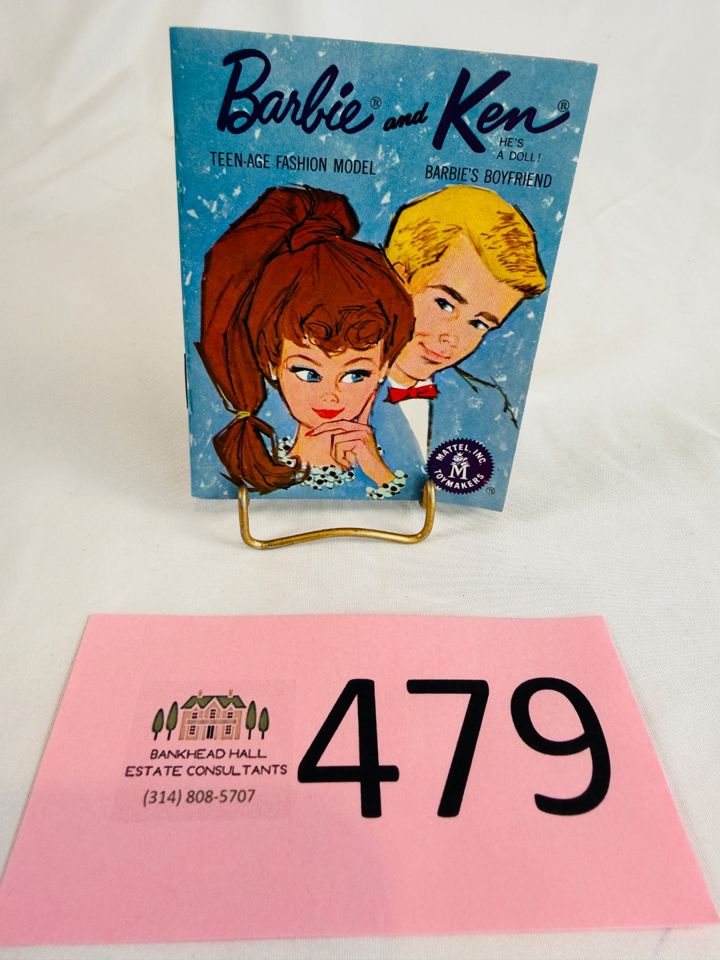 Barbie® and Ken®
HE'S
A DOLL!
TEEN-AGE FASHION MODEL
BARBIE'S BOYFRIEND
MATTEL, INC.
M
TOYMAKERS
BANKHEAD HALL
ESTATE CONSULTANTS
(314) 808-5707
479